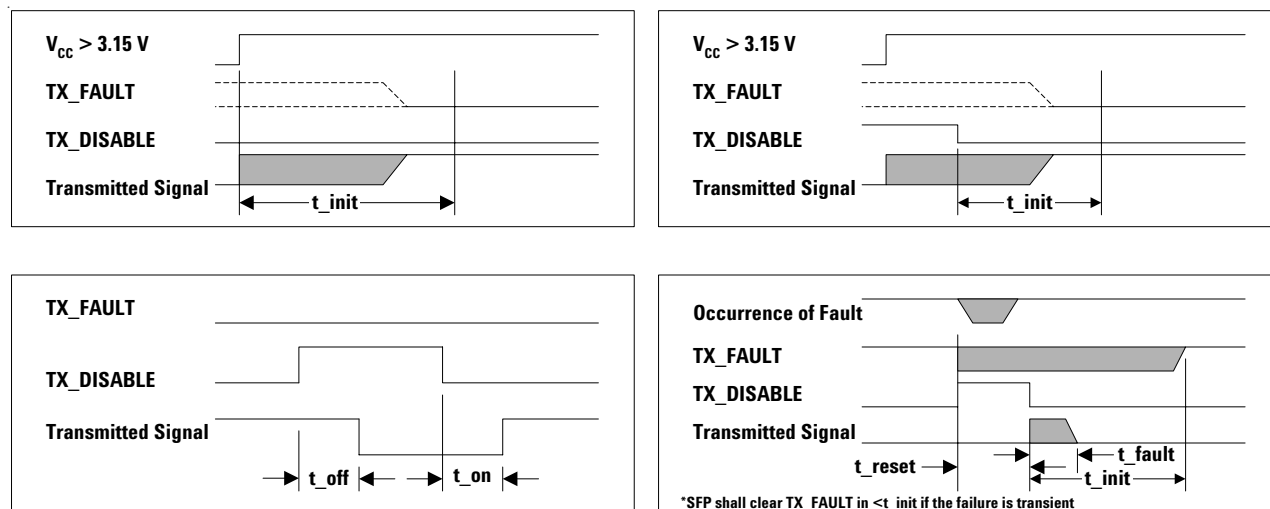 V_CC > 3.15 V
TX_FAULT
TX_DISABLE
Transmitted Signal
t_init
V_CC > 3.15 V
TX_FAULT
TX_DISABLE
Transmitted Signal
t_init
TX_FAULT
TX_DISABLE
Transmitted Signal
t_off
t_on
Occurrence of Fault
TX_FAULT
TX_DISABLE
Transmitted Signal
t_fault
t_reset
t_init
*SFP shall clear TX_FAULT in <t_init if the failure is transient